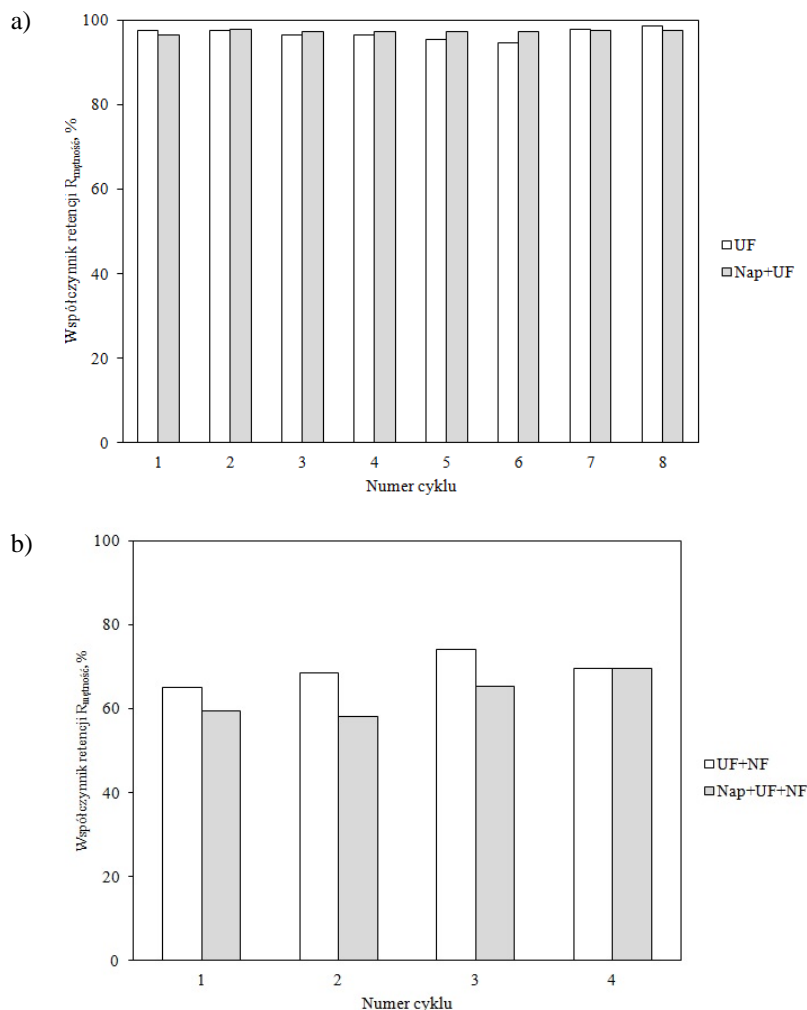 a)
Współczynnik retencji R mętność, %
100
80
60
40
20
0
1 2 3 4 5 6 7 8
Numer cyklu
UF
Nap+UF
b)
Współczynnik retencji R mętność, %
100
80
60
40
20
0
1 2 3 4
Numer cyklu
UF+NF
Nap+UF+NF